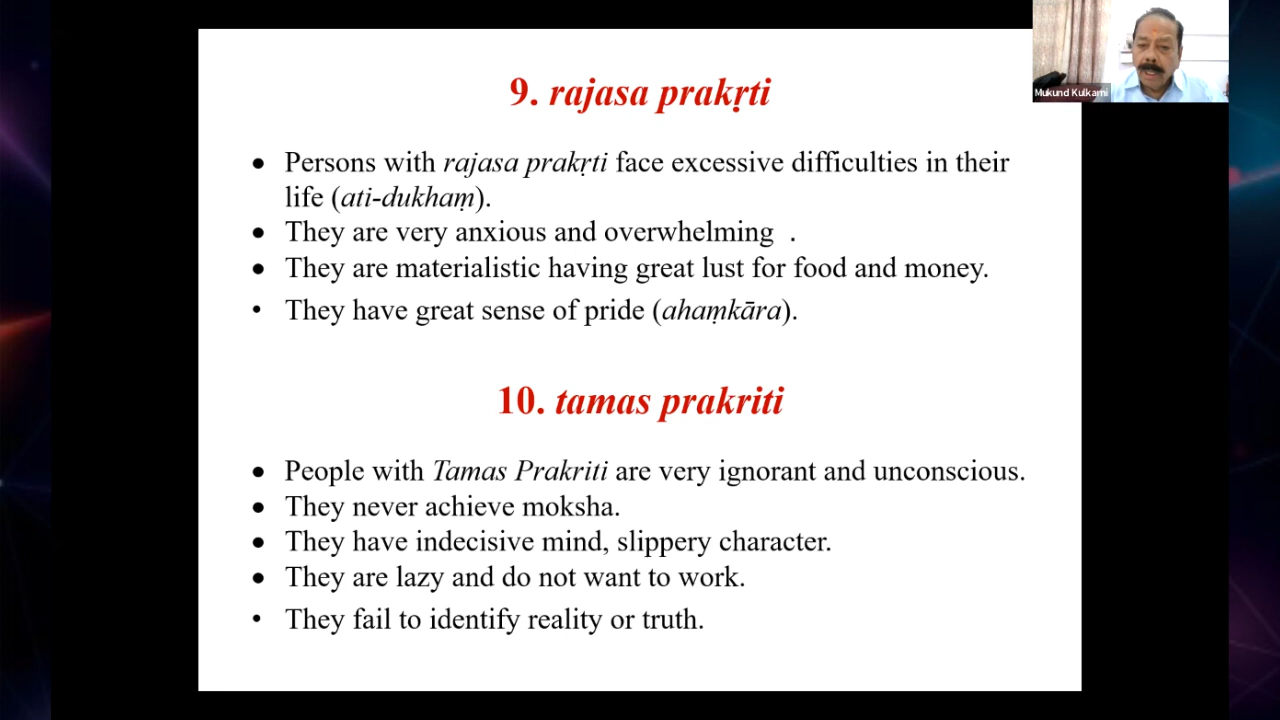 9. rajasa prakṛti
Mukund Kulkarni
• Persons with rajasa prakṛti face excessive difficulties in their
life (ati-dukhaṃ).
• They are very anxious and overwhelming .
• They are materialistic having great lust for food and money.
• They have great sense of pride (ahaṃkāra).
10. tamas prakriti
• People with Tamas Prakriti are very ignorant and unconscious.
• They never achieve moksha.
• They have indecisive mind, slippery character.
• They are lazy and do not want to work.
• They fail to identify reality or truth.